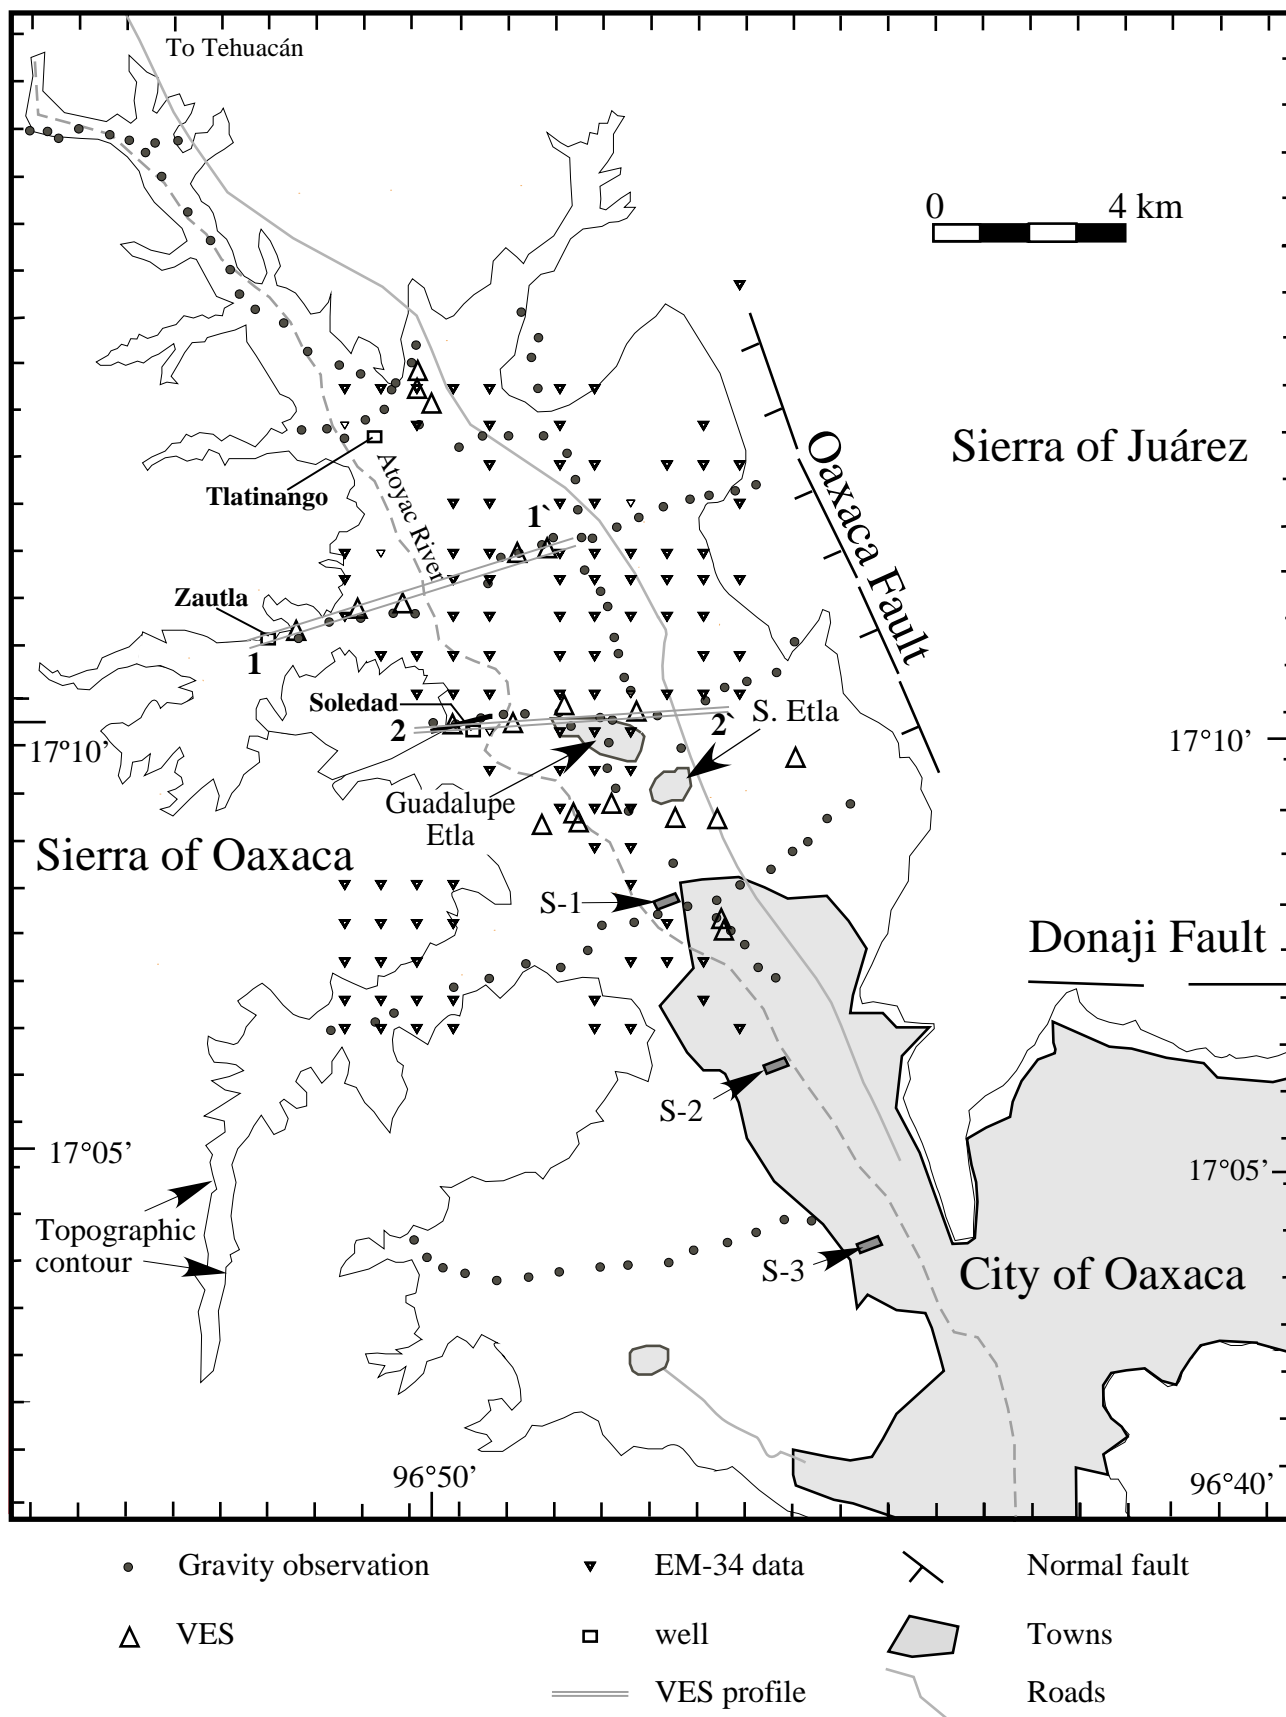 To Tehuacán
0
4 km
Sierra of Juárez
Oaxaca Fault
Tlatinango
Atoyac River
1`
Zautla
1
Soledad
2
2`
S. Etla
17°10’
17°10’
Guadalupe
Etla
Sierra of Oaxaca
S-1
Donaji Fault
S-2
17°05’
17°05’
Topographic
contour
S-3
City of Oaxaca
96°50’
96°40’
Gravity observation
EM-34 data
Normal fault
VES
well
Towns
VES profile
Roads